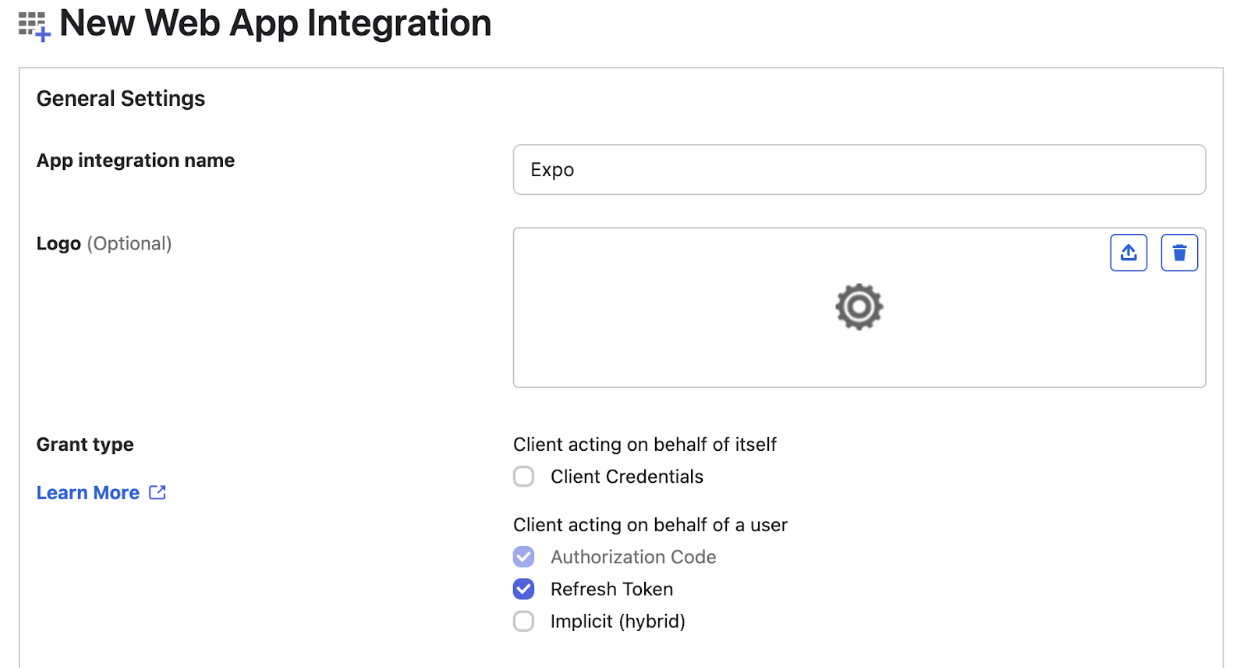 New Web App Integration
General Settings
App integration name
Expo
Logo (Optional)
Grant type
Learn More
Client acting on behalf of itself
Client Credentials
Client acting on behalf of a user
Authorization Code
Refresh Token
Implicit (hybrid)